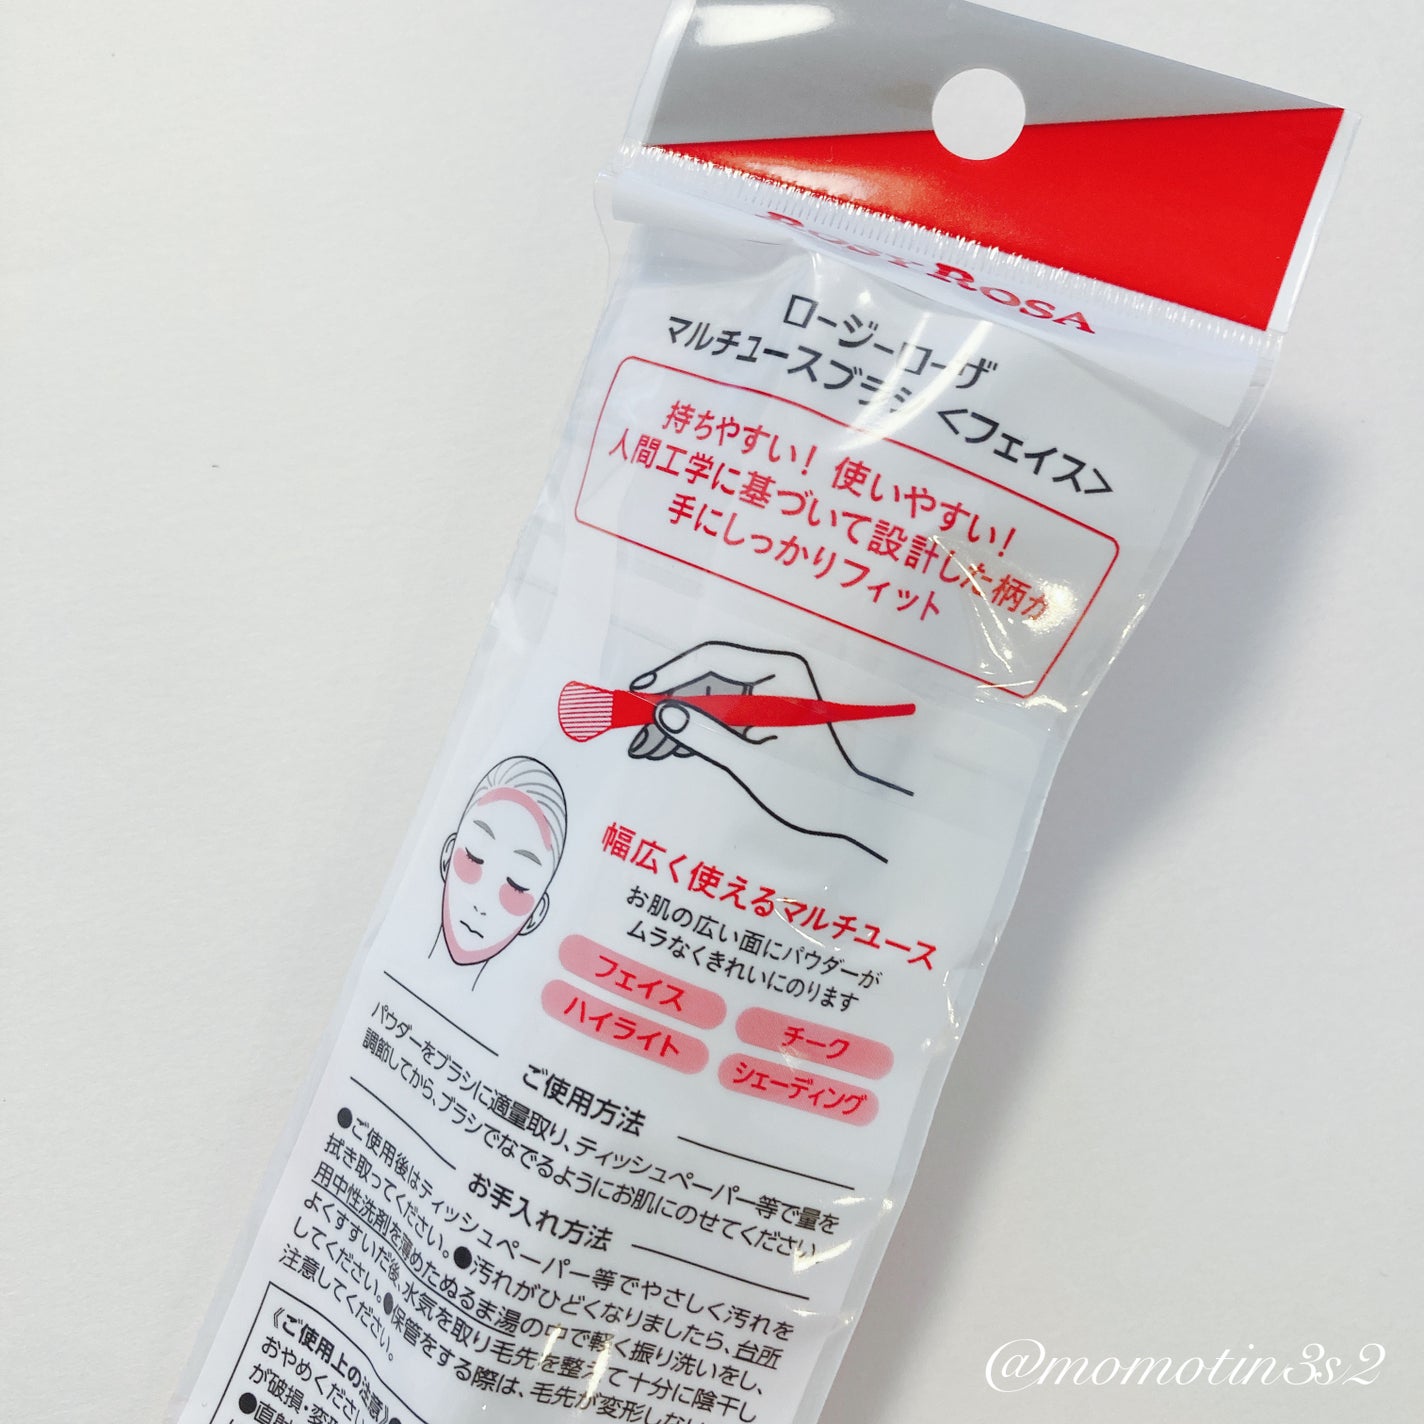 ROSY ROSA
ロージーローザ
マルチユースブラシ <フェイス>
持ちやすい! 使いやすい!
人間工学に基づいて設計した柄が
手にしっかりフィット
幅広く使えるマルチユース
お肌の広い面にパウダーが
ムラなくきれいにのります
フェイス
チーク
ハイライト
シェーディング
ご使用方法
パウダーをブラシに適量取り、ティッシュペーパー等で量を
調節してから、ブラシでなでるようにお肌にのせてください。
お手入れ方法
●ご使用後はティッシュペーパー等でやさしく汚れを
拭き取ってください。●汚れがひどくなりましたら、台所
用中性洗剤を薄めたぬるま湯の中で軽く振り洗いをし、
よくすすいだ後、水気を取り毛先を整えて十分に陰干し
してください。●保管をする際は、毛先が変形しない
注意してください。
《ご使用上の注意》
おやめくださ
が破損・変
●直射
@momotin3s2